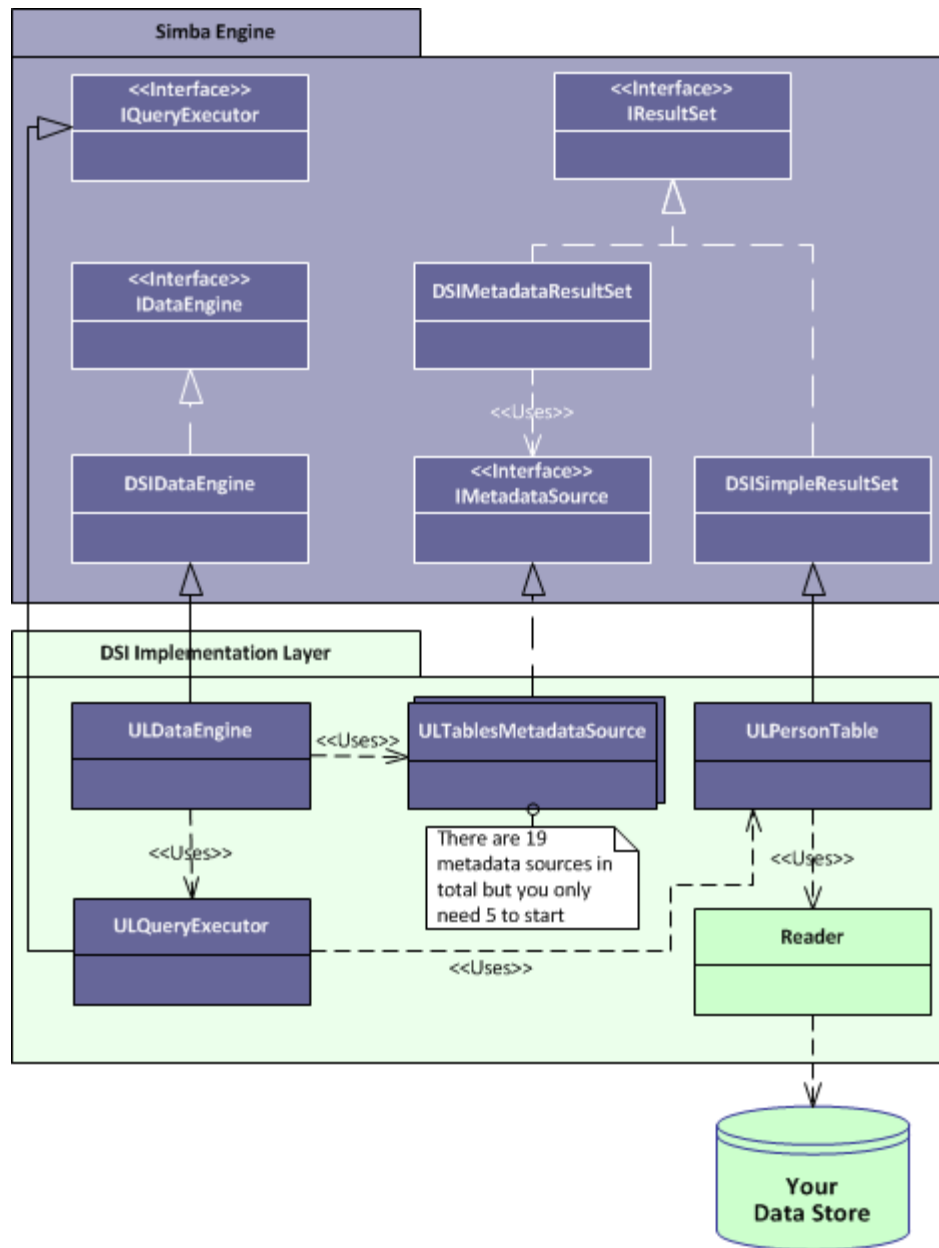 Simba Engine
<<Interface>>
IQueryExecutor
<<Interface>>
IResultSet
<<Interface>>
IDataEngine
DSIMetadataResultSet
<<Uses>>
DSIDataEngine
<<Interface>>
IMetadataSource
DSISimpleResultSet
DSI Implementation Layer
ULDataEngine
<<Uses>>
ULTablesMetadataSource
ULPersonTable
There are 19
metadata sources in
total but you only
need 5 to start
<<Uses>>
<<Uses>>
ULQueryExecutor
<<Uses>>
Reader
Your
Data Store